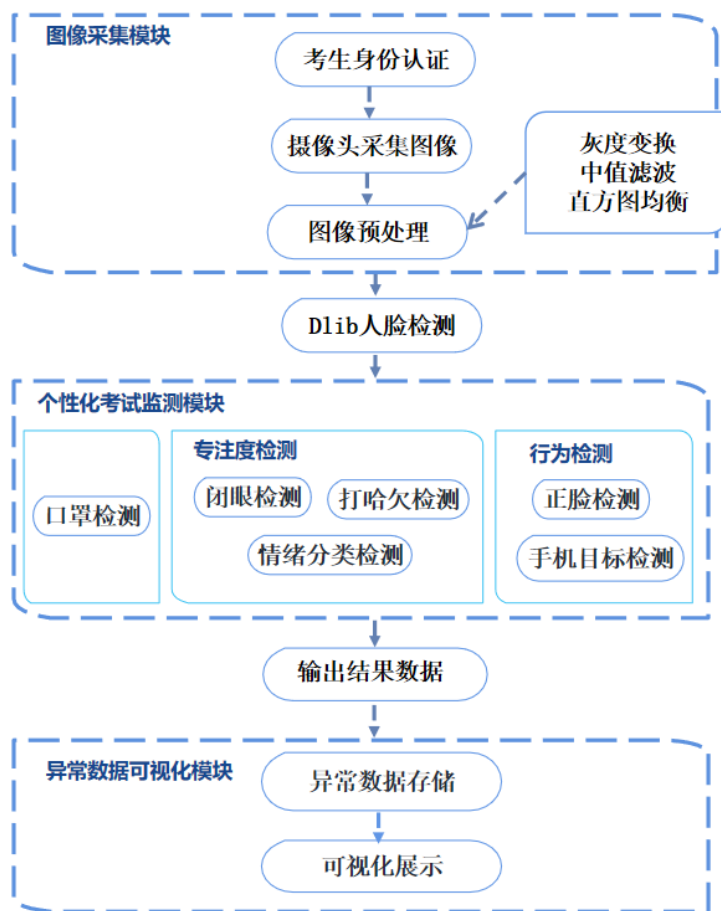 图像采集模块
考生身份认证
摄像头采集图像
灰度变换
中值滤波
直方图均衡
图像预处理
Dlib人脸检测
个性化考试监测模块
口罩检测
专注度检测
闭眼检测
打哈欠检测
情绪分类检测
行为检测
正脸检测
手机目标检测
输出结果数据
异常数据可视化模块
异常数据存储
可视化展示